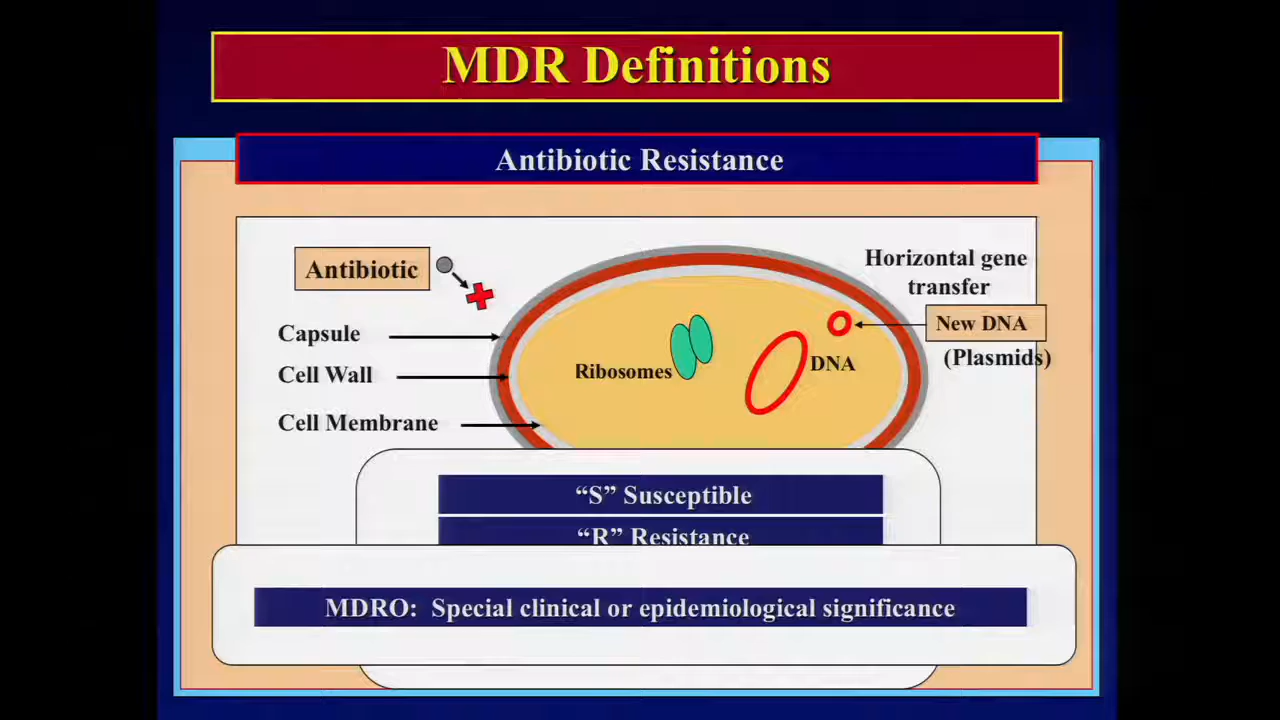 MDR Definitions
Antibiotic Resistance
Antibiotic
Horizontal gene
transfer
New DNA
(Plasmids)
Capsule
Cell Wall
Cell Membrane
Ribosomes
DNA
“S” Susceptible
“R” Resistance
MDRO: Special clinical or epidemiological significance